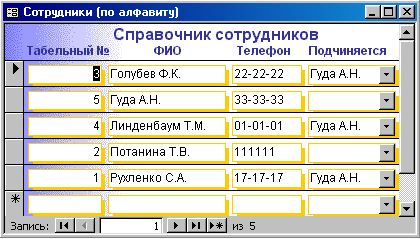 Сотрудники (по алфавиту)
Справочник сотрудников
Табельный № ФИО Телефон Подчиняется
3 Голубев Ф.К. 22-22-22 Гуда А.Н.
5 Гуда А.Н. 33-33-33
4 Линденбаум Т.М. 01-01-01 Гуда А.Н.
2 Потанина Т.В. 111111
1 Рухленко С.А. 17-17-17 Гуда А.Н.
Запись: 1 из 5